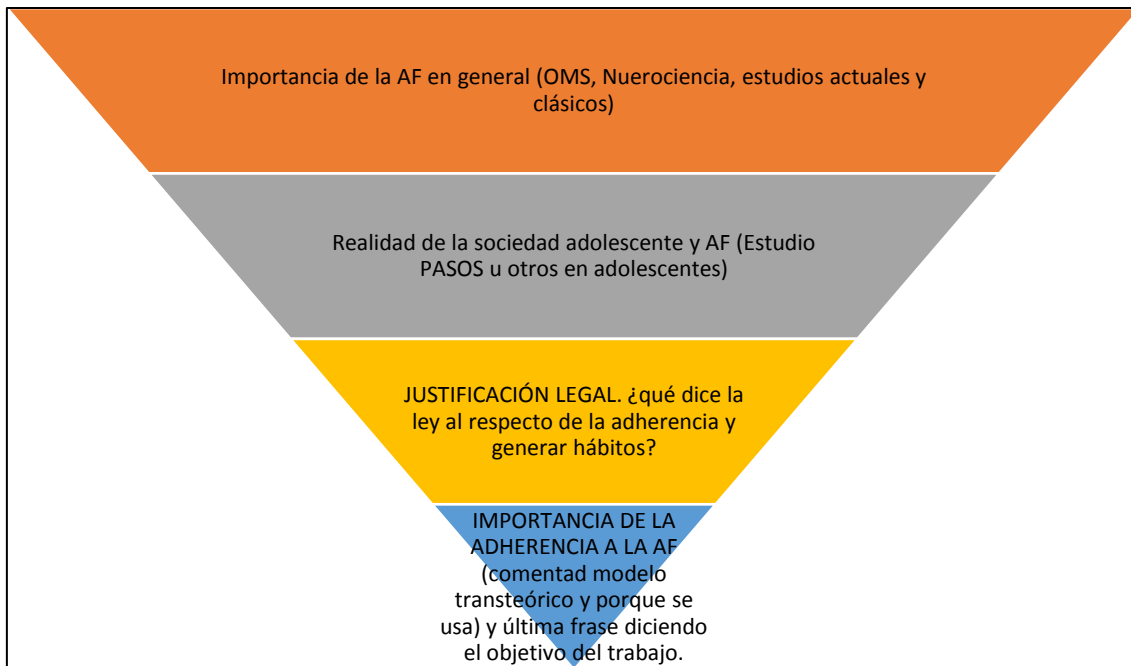 Importancia de la AF en general (OMS, Nuerociencia, estudios actuales y
clásicos)
Realidad de la sociedad adolescente y AF (Estudio
PASOS u otros en adolescentes)
JUSTIFICACIÓN LEGAL. ¿qué dice la
ley al respecto de la adherencia y
generar hábitos?
IMPORTANCIA DE LA
ADHERENCIA A LA AF
(comentad modelo
transteórico y porque se
usa) y última frase diciendo
el objetivo del trabajo.